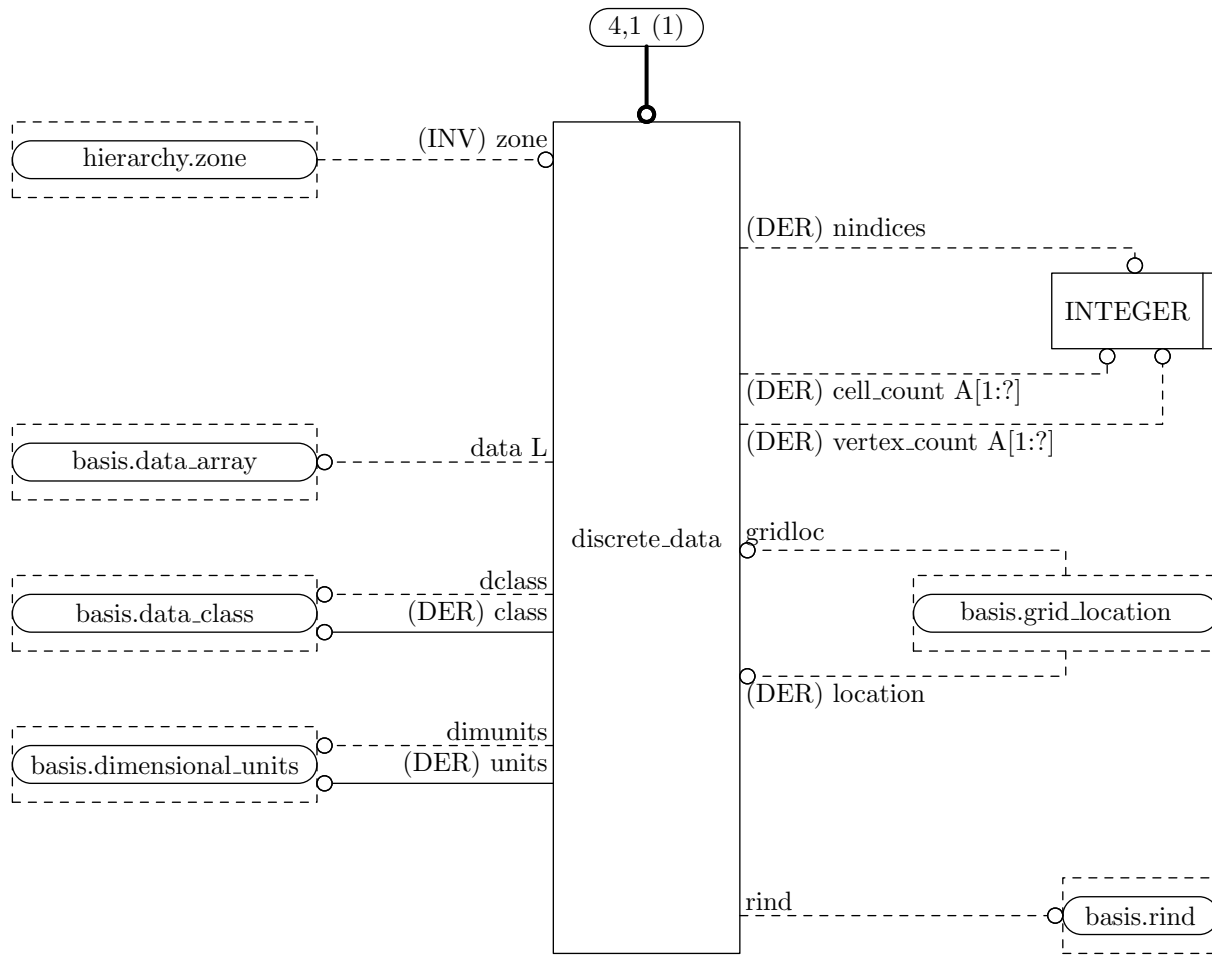 4,1 (1)
(INV) zone
hierarchy.zone
(DER) nindices
INTEGER
(DER) cell_count A[1:?]
(DER) vertex_count A[1:?]
data L
basis.data_array
discrete_data
gridloc
dclass
(DER) class
basis.data_class
basis.grid_location
(DER) location
dimunits
(DER) units
basis.dimensional_units
rind
basis.rind